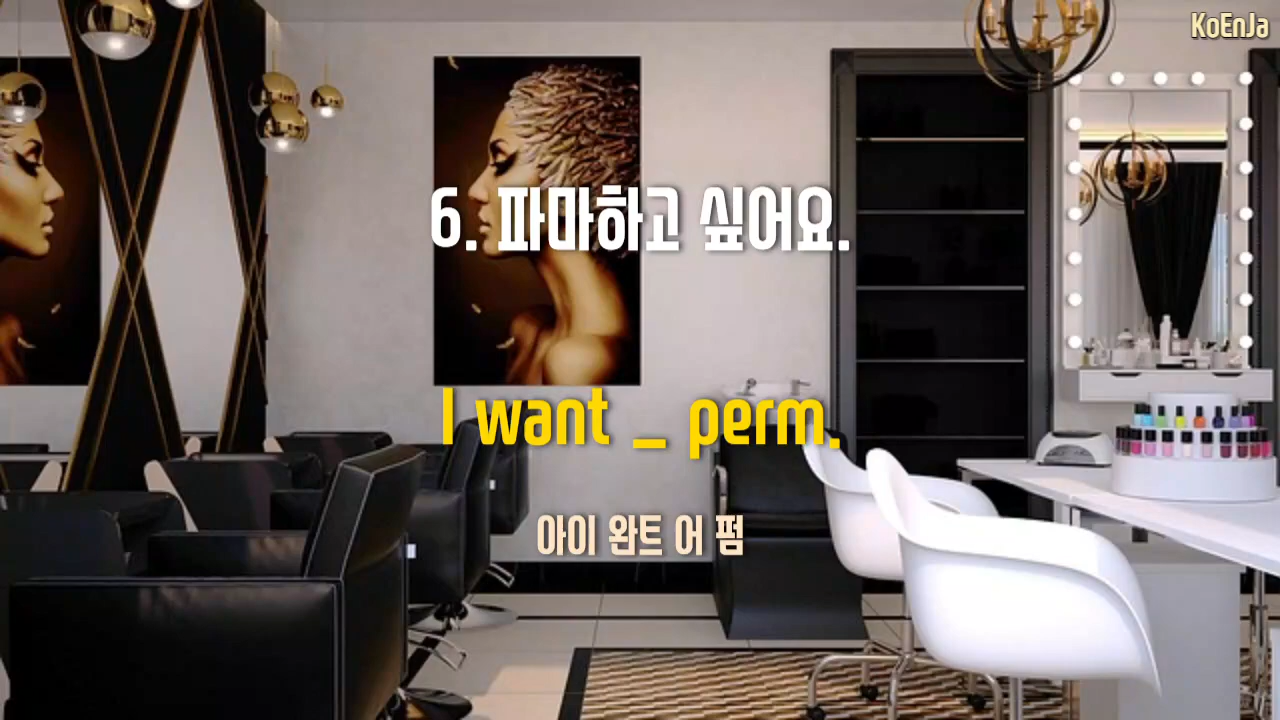 KoEnJa
6. 파마하고 싶어요.
I want _ perm.
아이 완트 어 펌